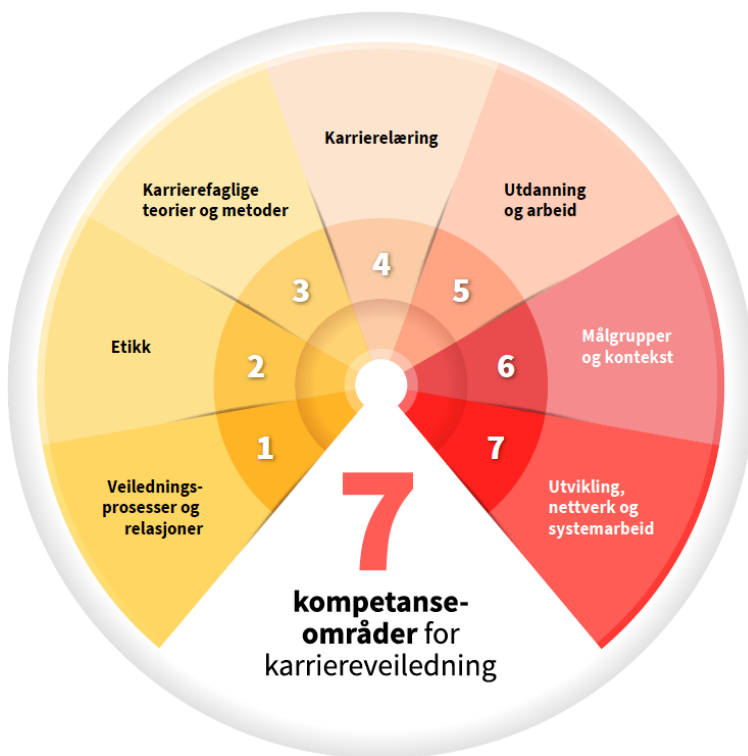 1
Veilednings-
prosesser og
relasjoner
2
Etikk
3
Karrierefaglige
teorier og metoder
4
Karrierelæring
5
Utdanning
og arbeid
6
Målgrupper
og kontekst
7
Utvikling,
nettverk og
systemarbeid
7
kompetanse-
områder for
karriereveiledning